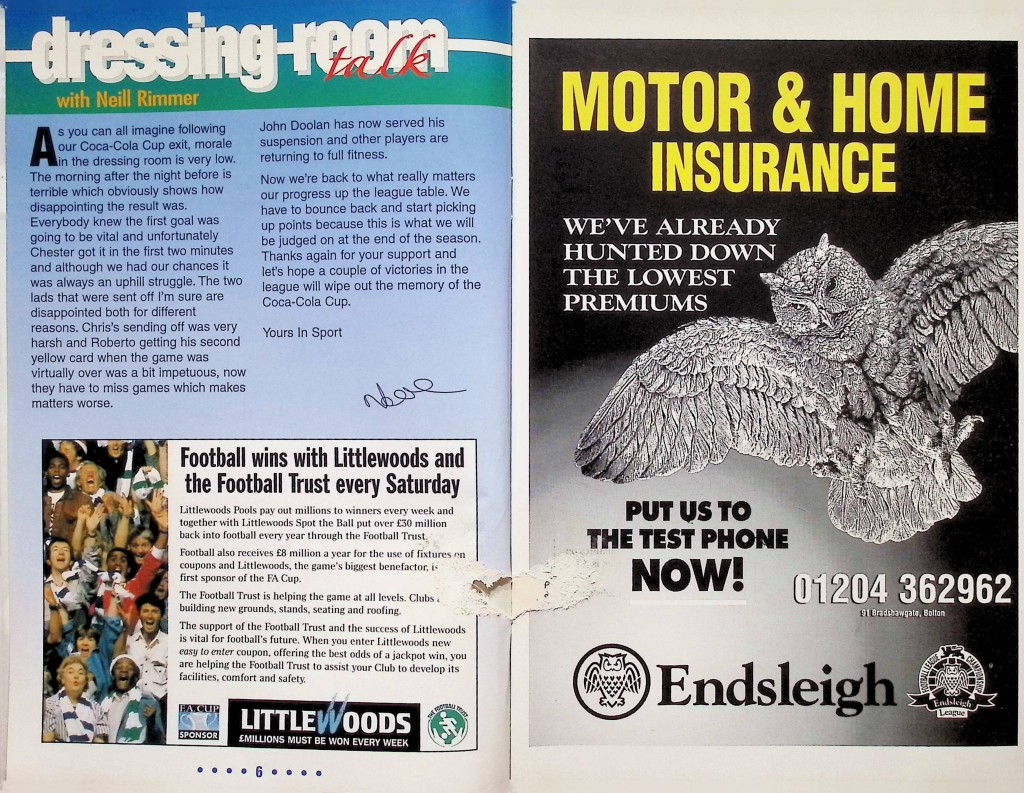 dressing room
talk
with Neill Rimmer
As you can all imagine following
our Coca-Cola Cup exit, morale
in the dressing room is very low.
The morning after the night before is
terrible which obviously shows how
disappointing the result was.
Everybody knew the first goal was
going to be vital and unfortunately
Chester got it in the first two minutes
and although we had our chances it
was always an uphill struggle. The two
lads that were sent off I'm sure are
disappointed both for different
reasons. Chris's sending off was very
harsh and Roberto getting his second
yellow card when the game was
virtually over was a bit impetuous, now
they have to miss games which makes
matters worse.
John Doolan has now served his
suspension and other players are
returning to full fitness.
Now we're back to what really matters
our progress up the league table. We
have to bounce back and start picking
up points because this is what we will
be judged on at the end of the season.
Thanks again for your support and
let's hope a couple of victories in the
league will wipe out the memory of the
Coca-Cola Cup.
Yours In Sport
Football wins with Littlewoods and
the Football Trust every Saturday
Littlewoods Pools pay out millions to winners every week and
together with Littlewoods Spot the Ball put over £30 million
back into football every year through the Football Trust.
Football also receives £8 million a year for the use of fixtures on
coupons and Littlewoods, the game's biggest benefactor, is
first sponsor of the FA Cup.
The Football Trust is helping the game at all levels. Clubs
building new grounds, stands, seating and roofing.
The support of the Football Trust and the success of Littlewoods
is vital for football's future. When you enter Littlewoods new
easy to enter coupon, offering the best odds of a jackpot win, you
are helping the Football Trust to assist your Club to develop its
facilities, comfort and safety.
F.A. CUP
SPONSOR
LITTLEWOODS
£MILLIONS MUST BE WON EVERY WEEK
THE FOOTBALL TRUST
6
MOTOR & HOME
INSURANCE
WE'VE ALREADY
HUNTED DOWN
THE LOWEST
PREMIUMS
PUT US TO
THE TEST PHONE
NOW!
01204 362962
91 Bradshawgate, Bolton
Endsleigh
Endsleigh
League